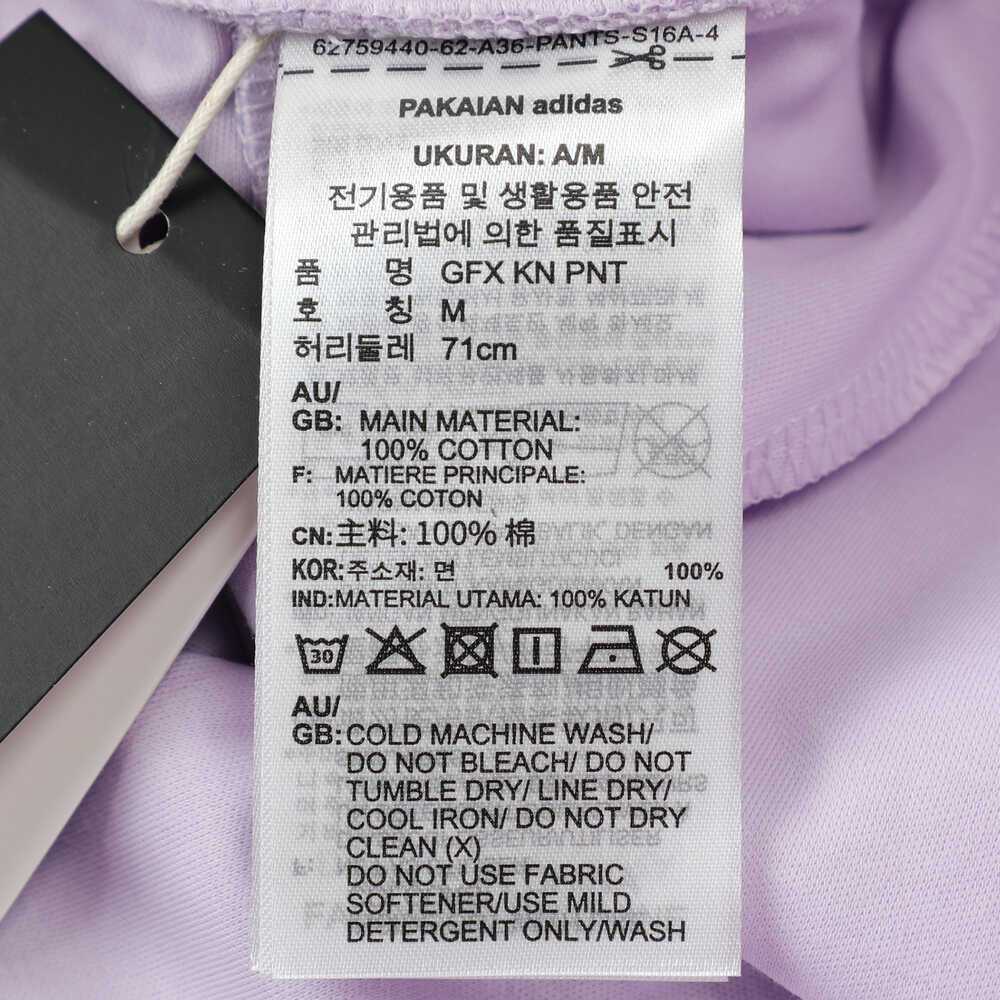 62759440-62-A36-PANTS-S16A-4
PAKAIAN adidas
UKURAN: A/M
전기용품 및 생활용품 안전
관리법에 의한 품질표시
품 명 GFX KN PNT
호 칭 M
허리둘레 71cm
AU/
GB: MAIN MATERIAL:
100% COTTON
F: MATIERE PRINCIPALE:
100% COTON
CN: 主料: 100% 棉
KOR: 주소재: 면 100%
IND: MATERIAL UTAMA: 100% KATUN
30
AU/
GB: COLD MACHINE WASH/
DO NOT BLEACH/ DO NOT
TUMBLE DRY/ LINE DRY/
COOL IRON/ DO NOT DRY
CLEAN (X)
DO NOT USE FABRIC
SOFTENER/USE MILD
DETERGENT ONLY/WASH